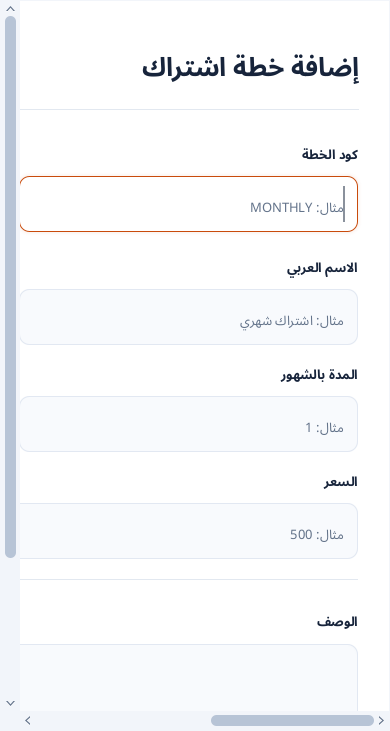 إضافة خطة اشتراك
كود الخطة
مثال: MONTHLY
الاسم العربي
مثال: اشتراك شهري
المدة بالشهور
مثال: 1
السعر
مثال: 500
الوصف